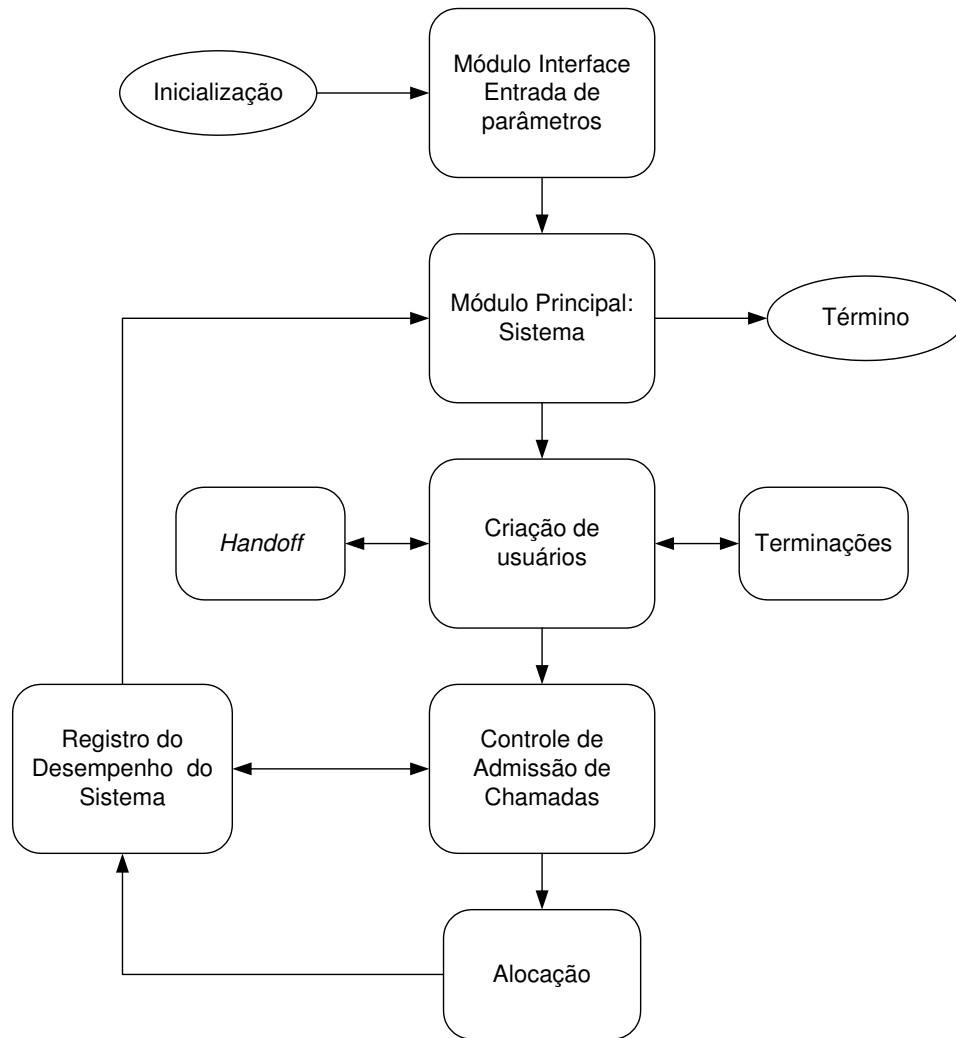 Inicialização
Módulo Interface
Entrada de
parâmetros
Módulo Principal:
Sistema
Término
Handoff
Criação de
usuários
Terminações
Registro do
Desempenho do
Sistema
Controle de
Admissão de
Chamadas
Alocação